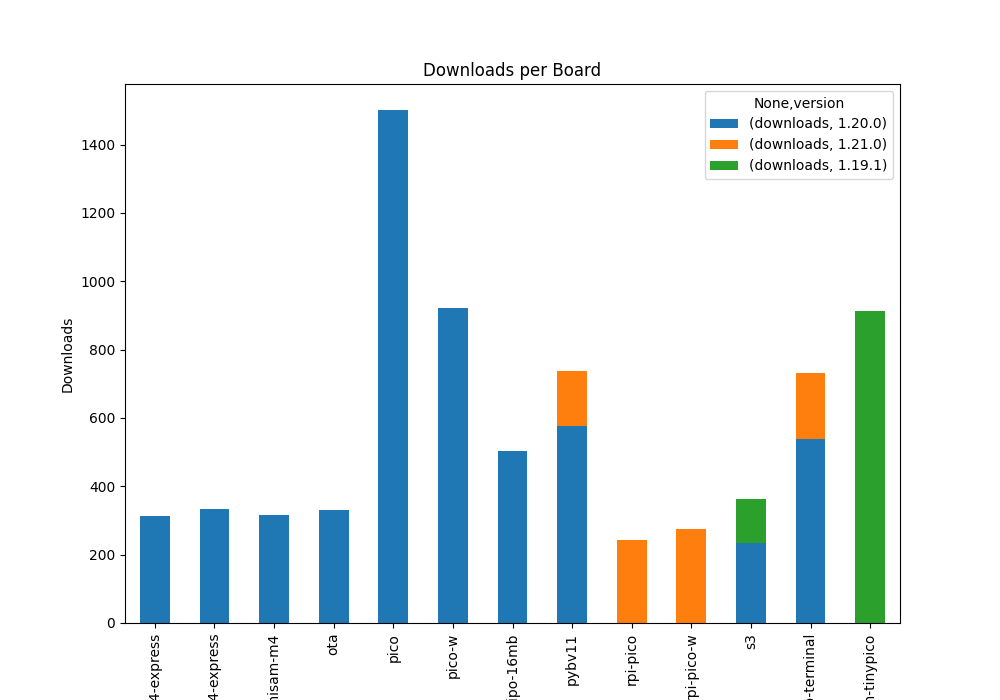 Downloads per Board
None,version
(downloads, 1.20.0)
(downloads, 1.21.0)
(downloads, 1.19.1)
Downloads
1400
1200
1000
800
600
400
200
0
4-express
4-express
nisam-m4
ota
pico
pico-w
ipo-16mb
pybv11
rpi-pico
rpi-pico-w
s3
-terminal
-tinypico